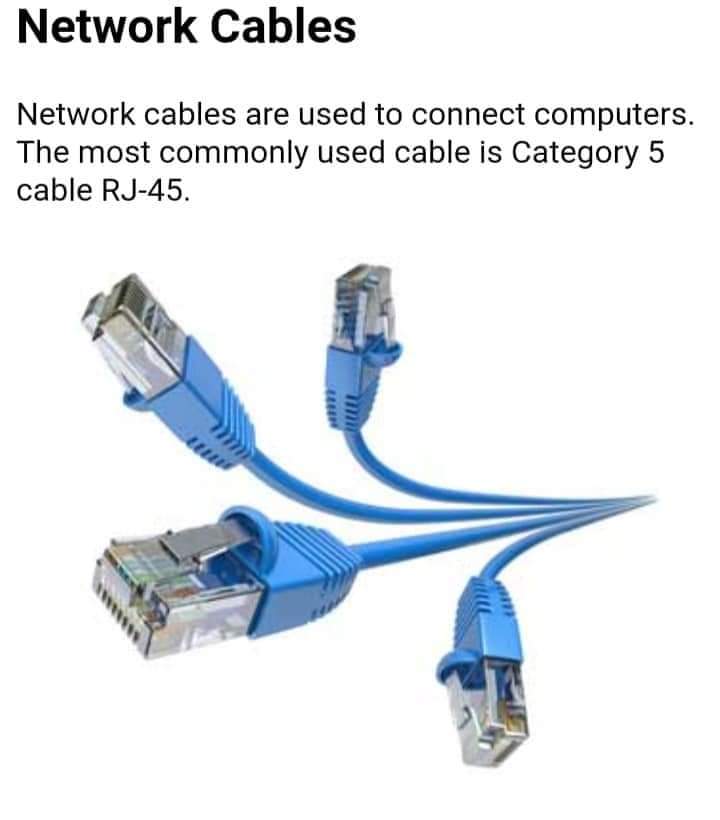 Network Cables
Network cables are used to connect computers.
The most commonly used cable is Category 5
cable RJ-45.